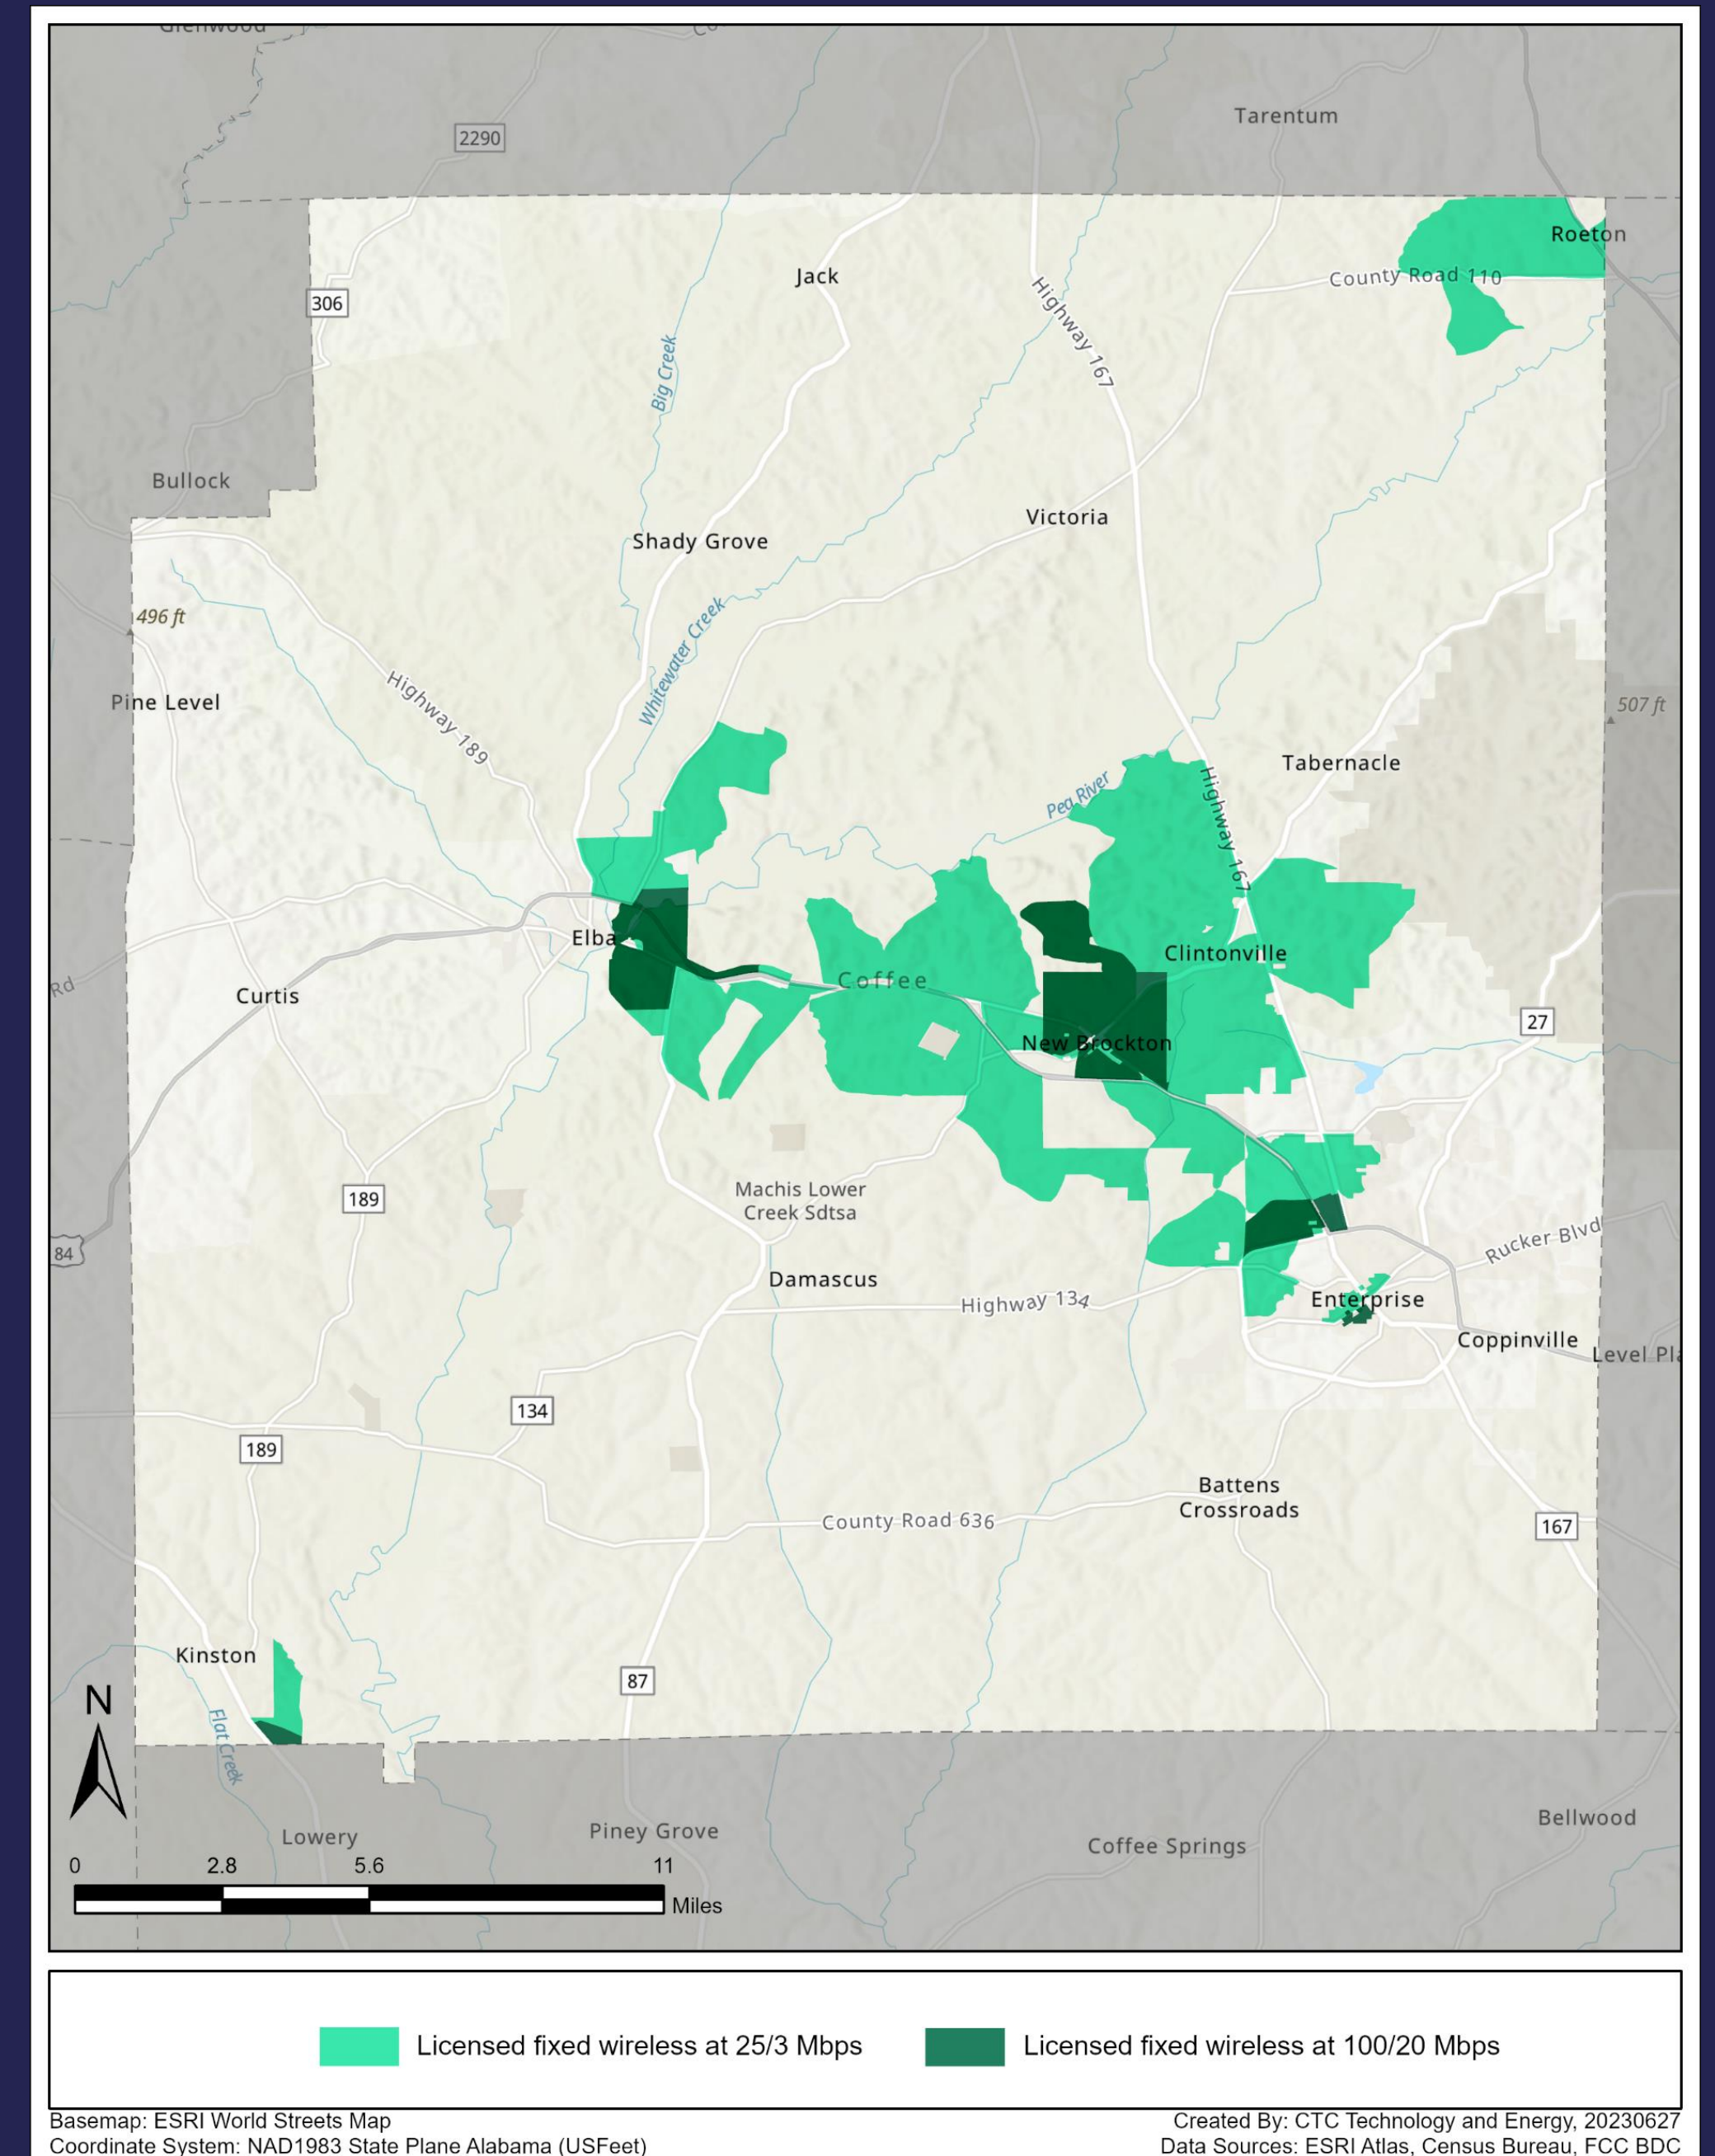 Glenwood
Co
Tarentum
2290
Roeton
Jack
County Road 110
306
Highway 167
Big Creek
Bullock
Victoria
Shady Grove
496 ft
Whitewater Creek
Pine Level
507 ft
Highway 189
Tabernacle
Pea River
Highway 167
Elba
Clintonville
Coffee
Rd
Curtis
27
New Brockton
Machis Lower
Creek Sdtsa
189
84
Rucker Blvd
Damascus
Highway 134
Enterprise
Coppinville
Level Pla
134
189
Battens
Crossroads
County Road 636
167
Kinston
87
N
Flat Creek
Lowery
Piney Grove
Coffee Springs
Bellwood
0 2.8 5.6 11
Miles
Licensed fixed wireless at 25/3 Mbps
Licensed fixed wireless at 100/20 Mbps
Basemap: ESRI World Streets Map
Created By: CTC Technology and Energy, 20230627
Coordinate System: NAD1983 State Plane Alabama (USFeet)
Data Sources: ESRI Atlas, Census Bureau, FCC BDC